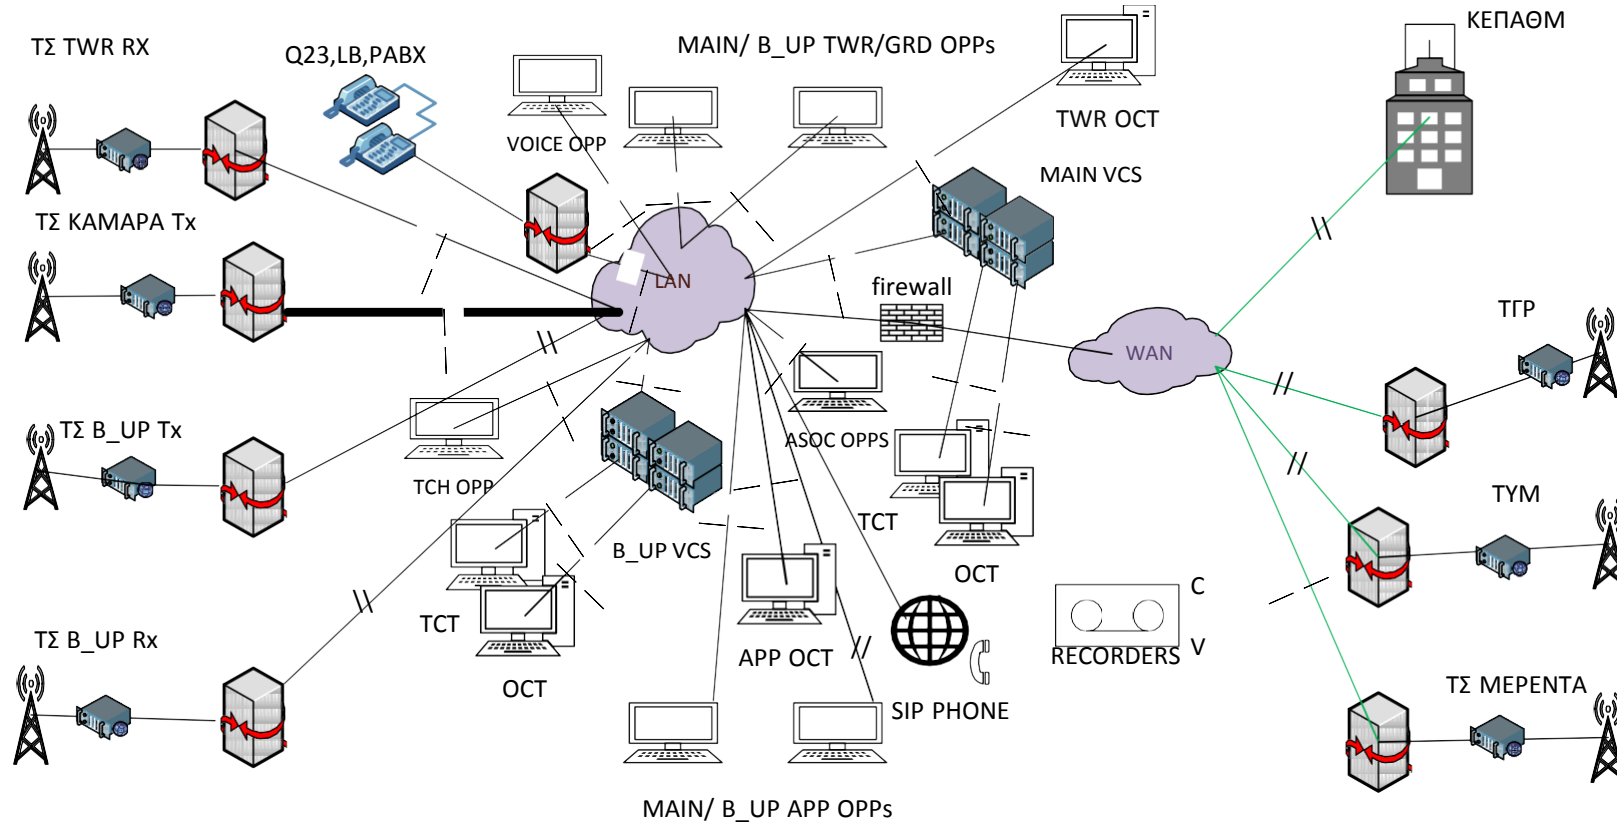 ΤΣ TWR RX
Q23,LB,PABX
MAIN/ B_UP TWR/GRD OPPs
ΚΕΠΑΘΜ
VOICE OPP
TWR OCT
MAIN VCS
ΤΣ ΚΑΜΑΡΑ Tx
LAN
firewall
WAN
ΤΓΡ
ΤΣ B_UP Tx
TCH OPP
ASOC OPPS
ΤΥΜ
B_UP VCS
TCT
OCT
TCT
OCT
C
V
RECORDERS
ΤΣ B_UP Rx
APP OCT
SIP PHONE
ΤΣ ΜΕΡΕΝΤΑ
MAIN/ B_UP APP OPPs